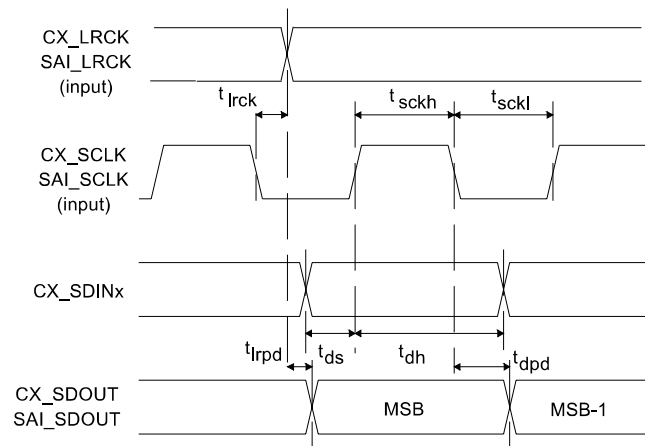 CX_LRCK
SAI_LRCK
(input)
t lrck
t sckh
t sckl
CX_SCLK
SAI_SCLK
(input)
CX_SDINx
t lrpd
t ds
t dh
t dpd
CX_SDOUT
SAI_SDOUT
MSB
MSB-1